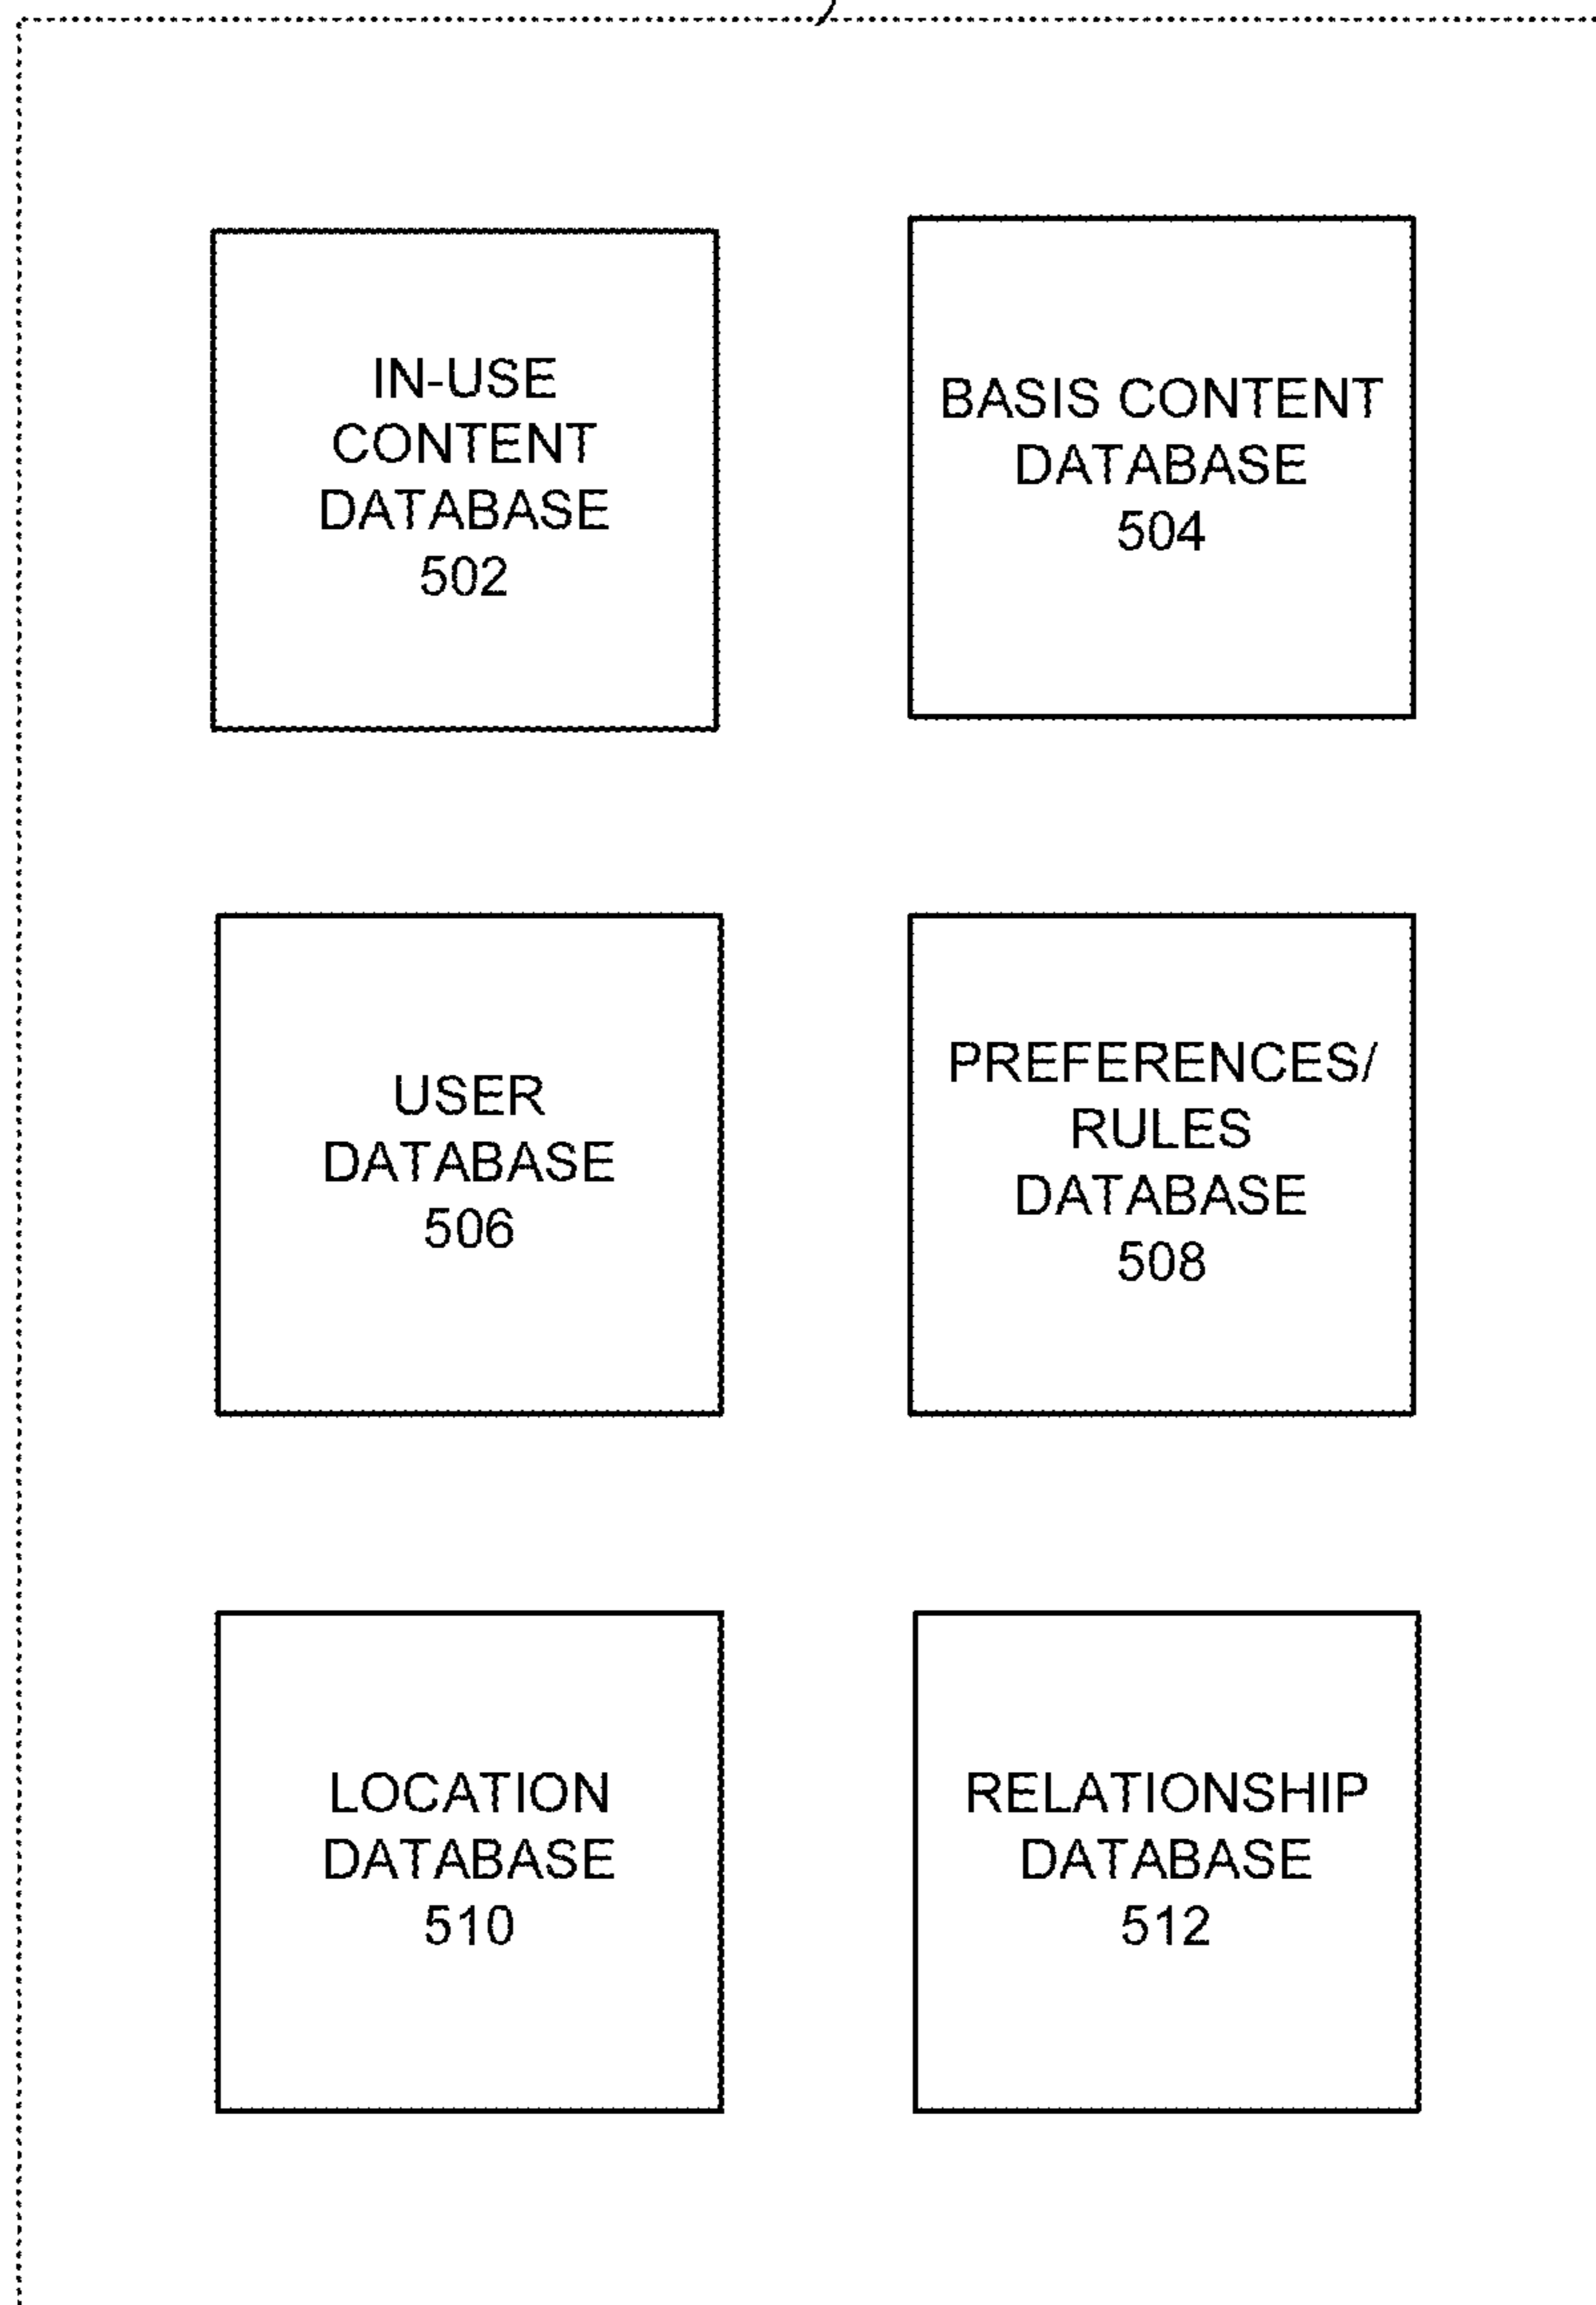 IN-USE
CONTENT
DATABASE
502
BASIS CONTENT
DATABASE
504
USER
DATABASE
506
PREFERENCES/
RULES
DATABASE
508
LOCATION
DATABASE
510
RELATIONSHIP
DATABASE
512